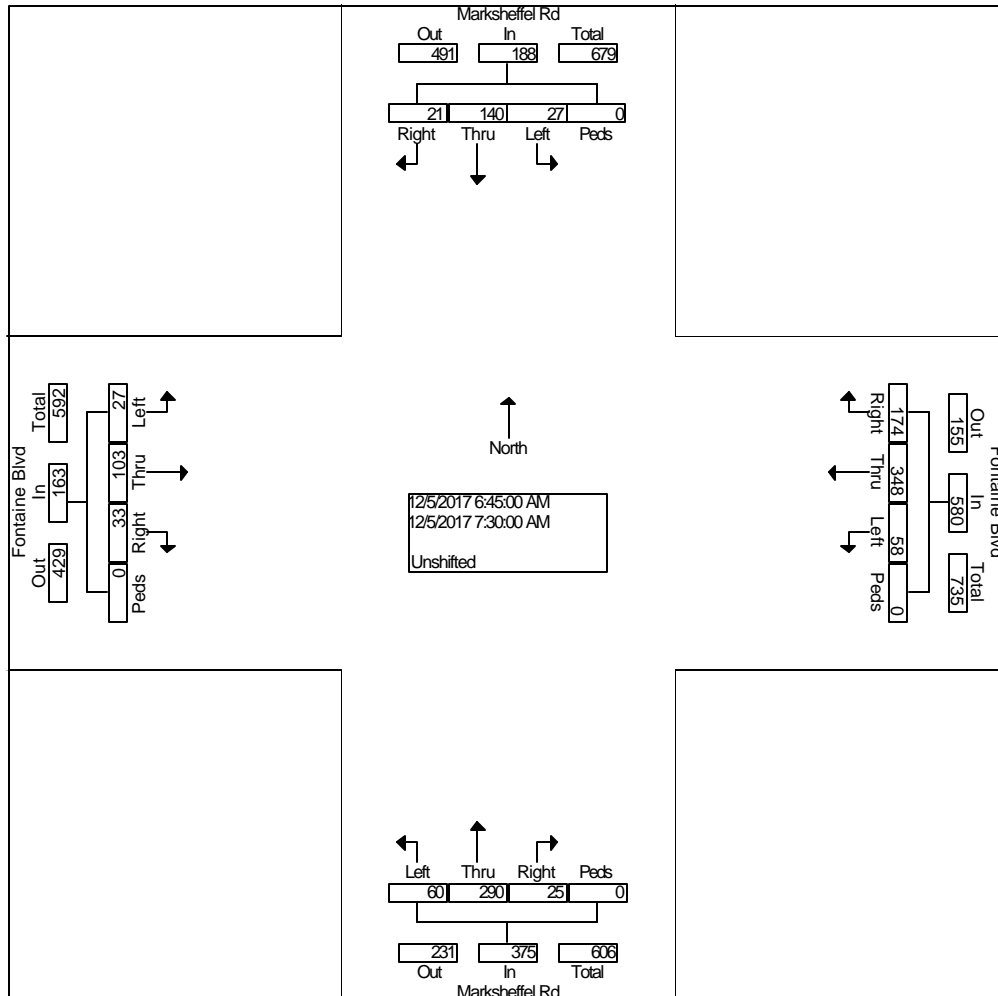 Marksheffel Rd
Out In Total
491 188 679
21 140 27 0
Right Thru Left Peds
Fontaine Blvd
Total In Out
592 163 429
27 103 33 0
Left Thru Right Peds
North
12/5/2017 6:45:00 AM
12/5/2017 7:30:00 AM
Unshifted
Right Thru Left Peds
174 348 58 0
Out In Total
155 580 735
Fontaine Blvd
Left Thru Right Peds
60 290 25 0
231 375 606
Out In Total
Marksheffel Rd